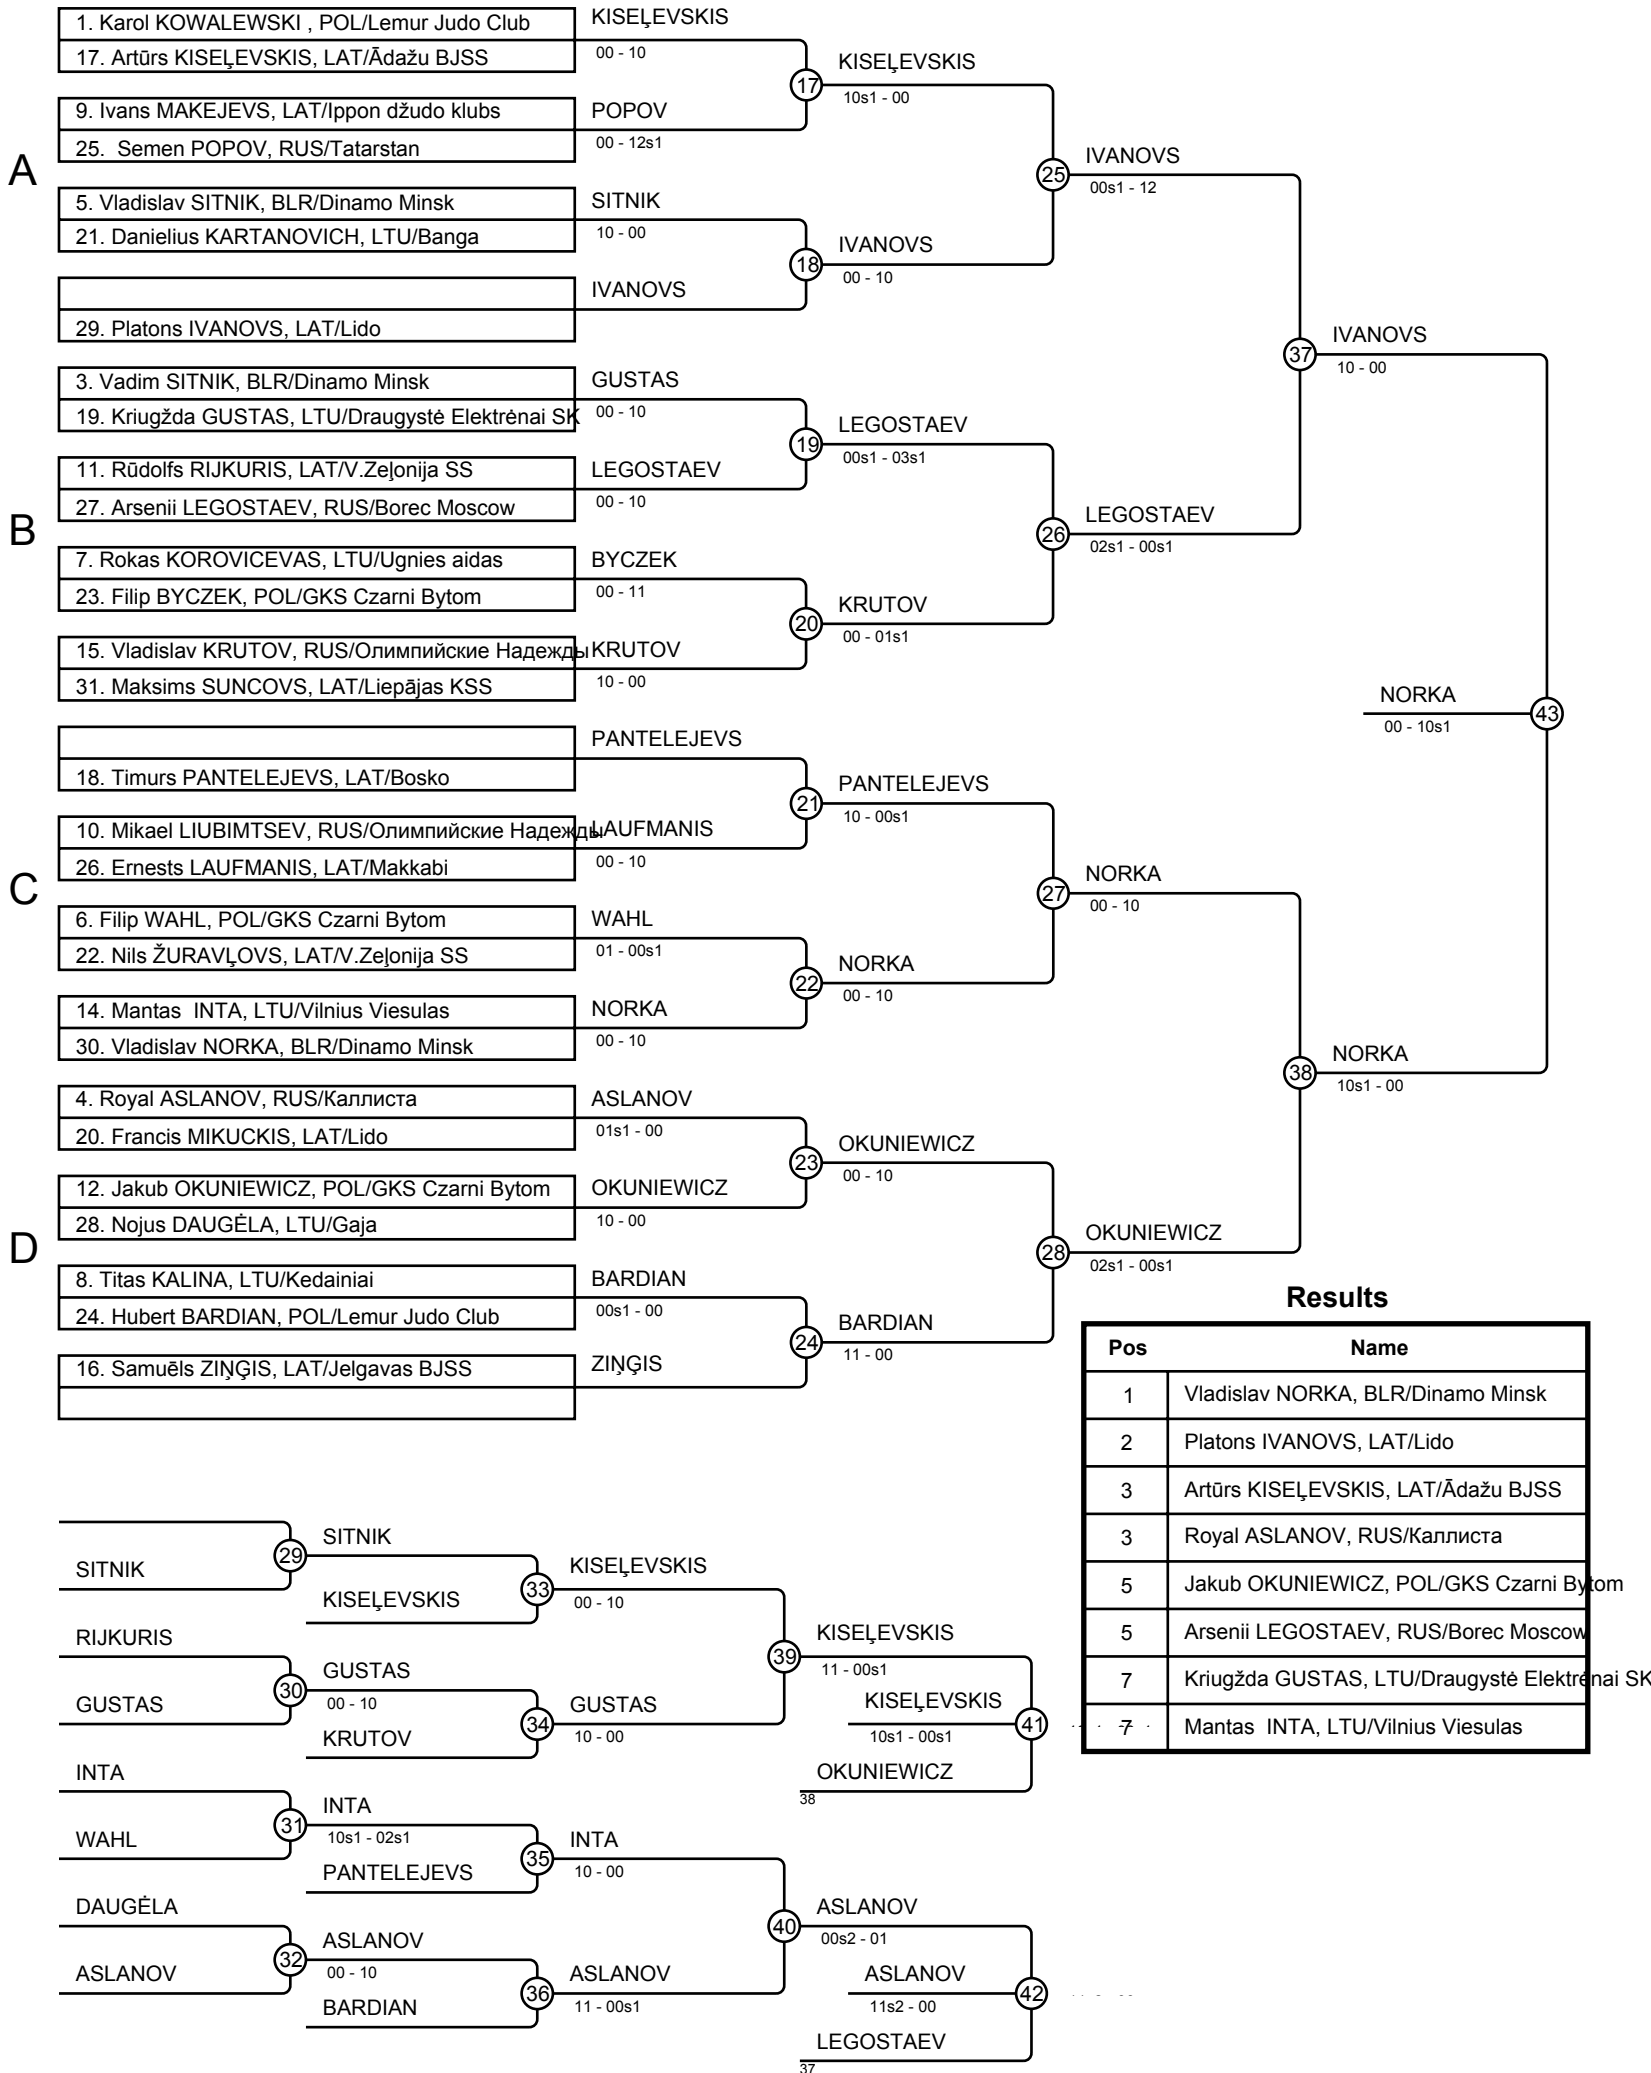 A
1. Karol KOWALEWSKI , POL/Lemur Judo Club
17. Artūrs KISEĻEVSKIS, LAT/Ādažu BJSS
9. Ivans MAKEJEVS, LAT/Ippon džudo klubs
25.  Semen POPOV, RUS/Tatarstan
5. Vladislav SITNIK, BLR/Dinamo Minsk
21. Danielius KARTANOVICH, LTU/Banga
29. Platons IVANOVS, LAT/Lido
B
3. Vadim SITNIK, BLR/Dinamo Minsk
19. Kriugžda GUSTAS, LTU/Draugystė Elektrėnai SK
11. Rūdolfs RIJKURIS, LAT/V.Zeļonija SS
27. Arsenii LEGOSTAEV, RUS/Borec Moscow
7. Rokas KOROVICEVAS, LTU/Ugnies aidas
23. Filip BYCZEK, POL/GKS Czarni Bytom
15. Vladislav KRUTOV, RUS/Олимпийские Надежды
31. Maksims SUNCOVS, LAT/Liepājas KSS
C
18. Timurs PANTELEJEVS, LAT/Bosko
10. Mikael LIUBIMTSEV, RUS/Олимпийские Надежды
26. Ernests LAUFMANIS, LAT/Makkabi
6. Filip WAHL, POL/GKS Czarni Bytom
22. Nils ŽURAVĻOVS, LAT/V.Zeļonija SS
14. Mantas  INTA, LTU/Vilnius Viesulas
30. Vladislav NORKA, BLR/Dinamo Minsk
D
4. Royal ASLANOV, RUS/Каллиста
20. Francis MIKUCKIS, LAT/Lido
12. Jakub OKUNIEWICZ, POL/GKS Czarni Bytom
28. Nojus DAUGĖLA, LTU/Gaja
8. Titas KALINA, LTU/Kedainiai
24. Hubert BARDIAN, POL/Lemur Judo Club
16. Samuēls ZIŅĢIS, LAT/Jelgavas BJSS
KISEĻEVSKIS
00 - 10
POPOV
00 - 12s1
SITNIK
10 - 00
IVANOVS
GUSTAS
00 - 10
LEGOSTAEV
00 - 10
BYCZEK
00 - 11
KRUTOV
10 - 00
PANTELEJEVS
LAUFMANIS
00 - 10
WAHL
01 - 00s1
NORKA
00 - 10
ASLANOV
01s1 - 00
OKUNIEWICZ
10 - 00
BARDIAN
00s1 - 00
ZIŅĢIS
17
KISEĻEVSKIS
10s1 - 00
18
IVANOVS
00 - 10
19
LEGOSTAEV
00s1 - 03s1
20
KRUTOV
00 - 01s1
21
PANTELEJEVS
10 - 00s1
22
NORKA
00 - 10
23
OKUNIEWICZ
00 - 10
24
BARDIAN
11 - 00
25
IVANOVS
00s1 - 12
26
LEGOSTAEV
02s1 - 00s1
27
NORKA
00 - 10
28
OKUNIEWICZ
02s1 - 00s1
37
IVANOVS
10 - 00
38
NORKA
10s1 - 00
NORKA
00 - 10s1
43
Results
Pos Name
1 Vladislav NORKA, BLR/Dinamo Minsk
2 Platons IVANOVS, LAT/Lido
3 Artūrs KISEĻEVSKIS, LAT/Ādažu BJSS
3 Royal ASLANOV, RUS/Каллиста
5 Jakub OKUNIEWICZ, POL/GKS Czarni Bytom
5 Arsenii LEGOSTAEV, RUS/Borec Moscow
7 Kriugžda GUSTAS, LTU/Draugystė Elektrėnai SK
7 Mantas  INTA, LTU/Vilnius Viesulas
SITNIK
RIJKURIS
GUSTAS
INTA
WAHL
DAUGĖLA
ASLANOV
29
SITNIK
KISEĻEVSKIS
30
GUSTAS
00 - 10
KRUTOV
31
INTA
10s1 - 02s1
PANTELEJEVS
32
ASLANOV
00 - 10
BARDIAN
33
KISEĻEVSKIS
00 - 10
34
GUSTAS
10 - 00
35
INTA
10 - 00
36
ASLANOV
11 - 00s1
39
KISEĻEVSKIS
11 - 00s1
KISEĻEVSKIS
10s1 - 00s1
41
OKUNIEWICZ
38
40
ASLANOV
00s2 - 01
ASLANOV
11s2 - 00
42
LEGOSTAEV
37